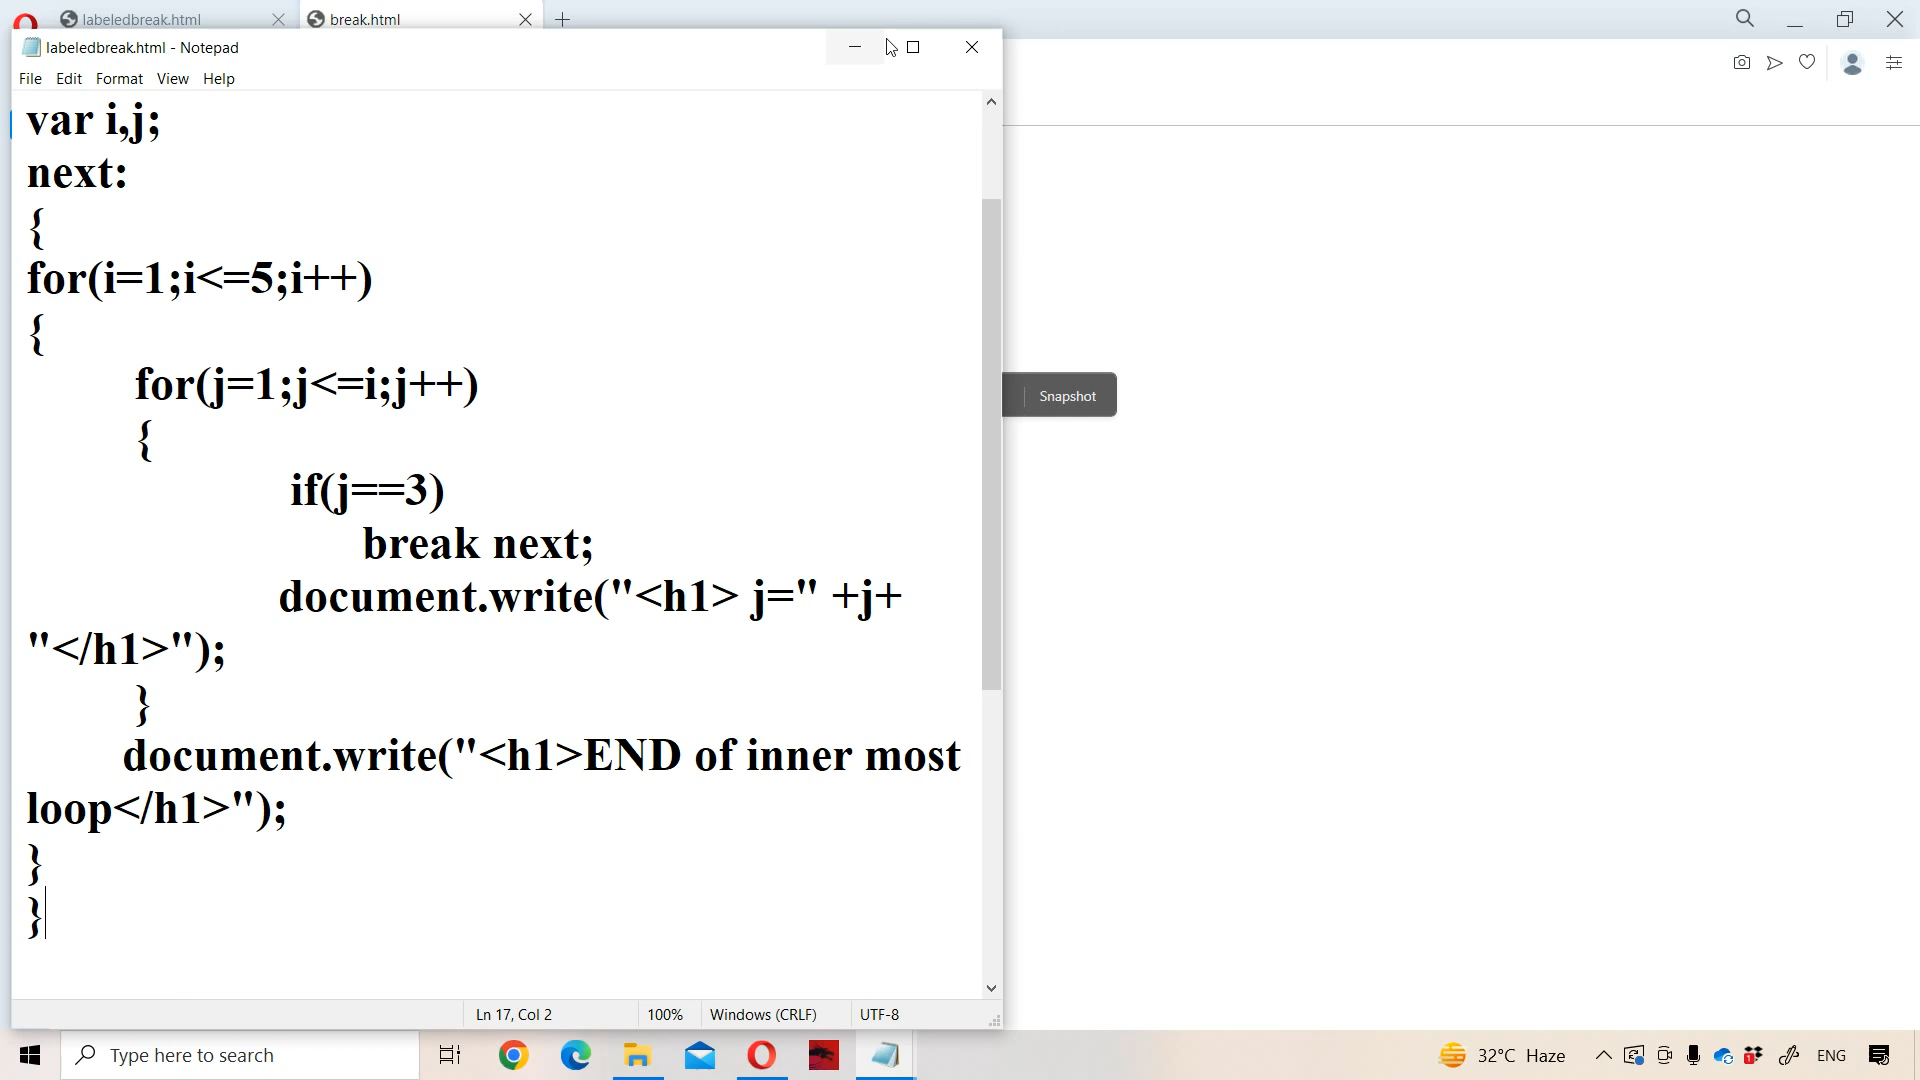 labeledbreak.html
break.html
labeledbreak.html - Notepad
File Edit Format View Help
var i,j;
next:
{
for(i=1;i<=5;i++)
{
for(j=1;j<=i;j++)
{
if(j==3)
break next;
document.write("<h1> j=" +j+
"</h1>");
}
document.write("<h1>END of inner most
loop</h1>");
}
}
Snapshot
Ln 17, Col 2 100% Windows (CRLF) UTF-8
Type here to search
32°C Haze
ENG